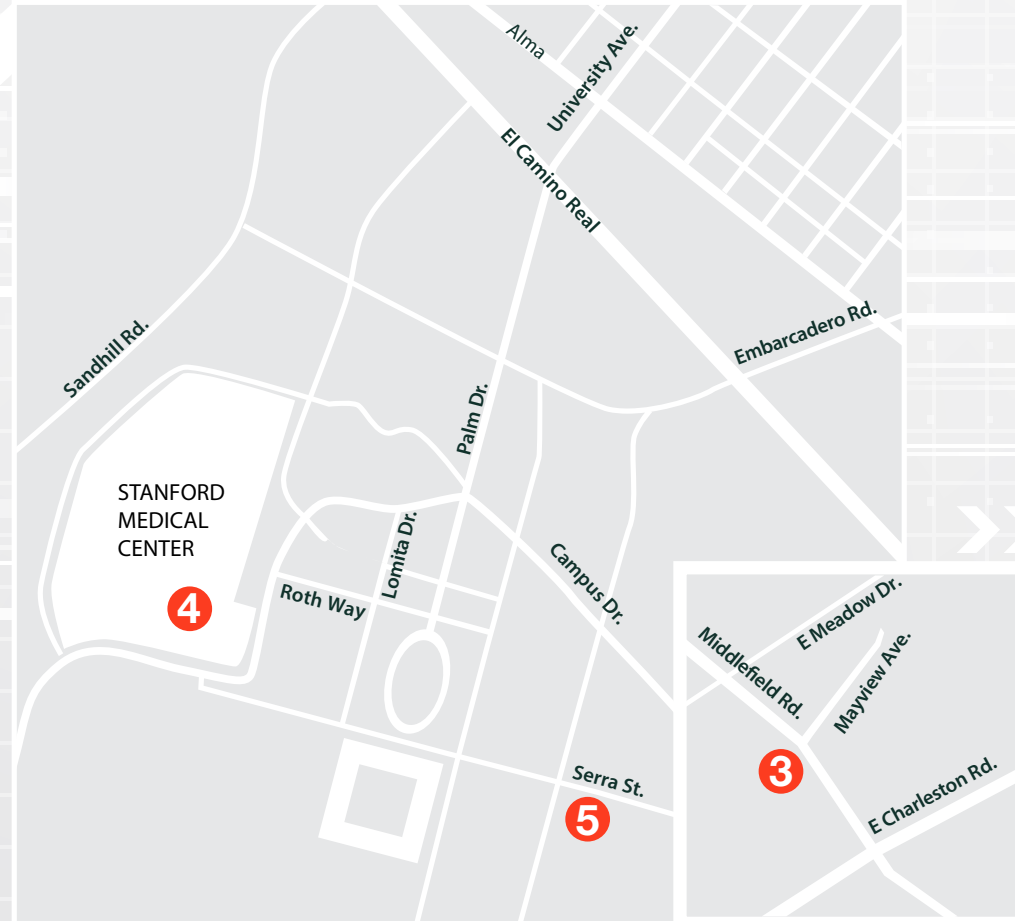 Alma
University Ave.
El Camino Real
Sandhill Rd.
Embarcadero Rd.
Palm Dr.
STANFORD
MEDICAL
CENTER
Lomita Dr.
Campus Dr.
Roth Way
4
E Meadow Dr.
Middlefield Rd.
Mayview Ave.
3
Serra St.
E Charleston Rd.
5